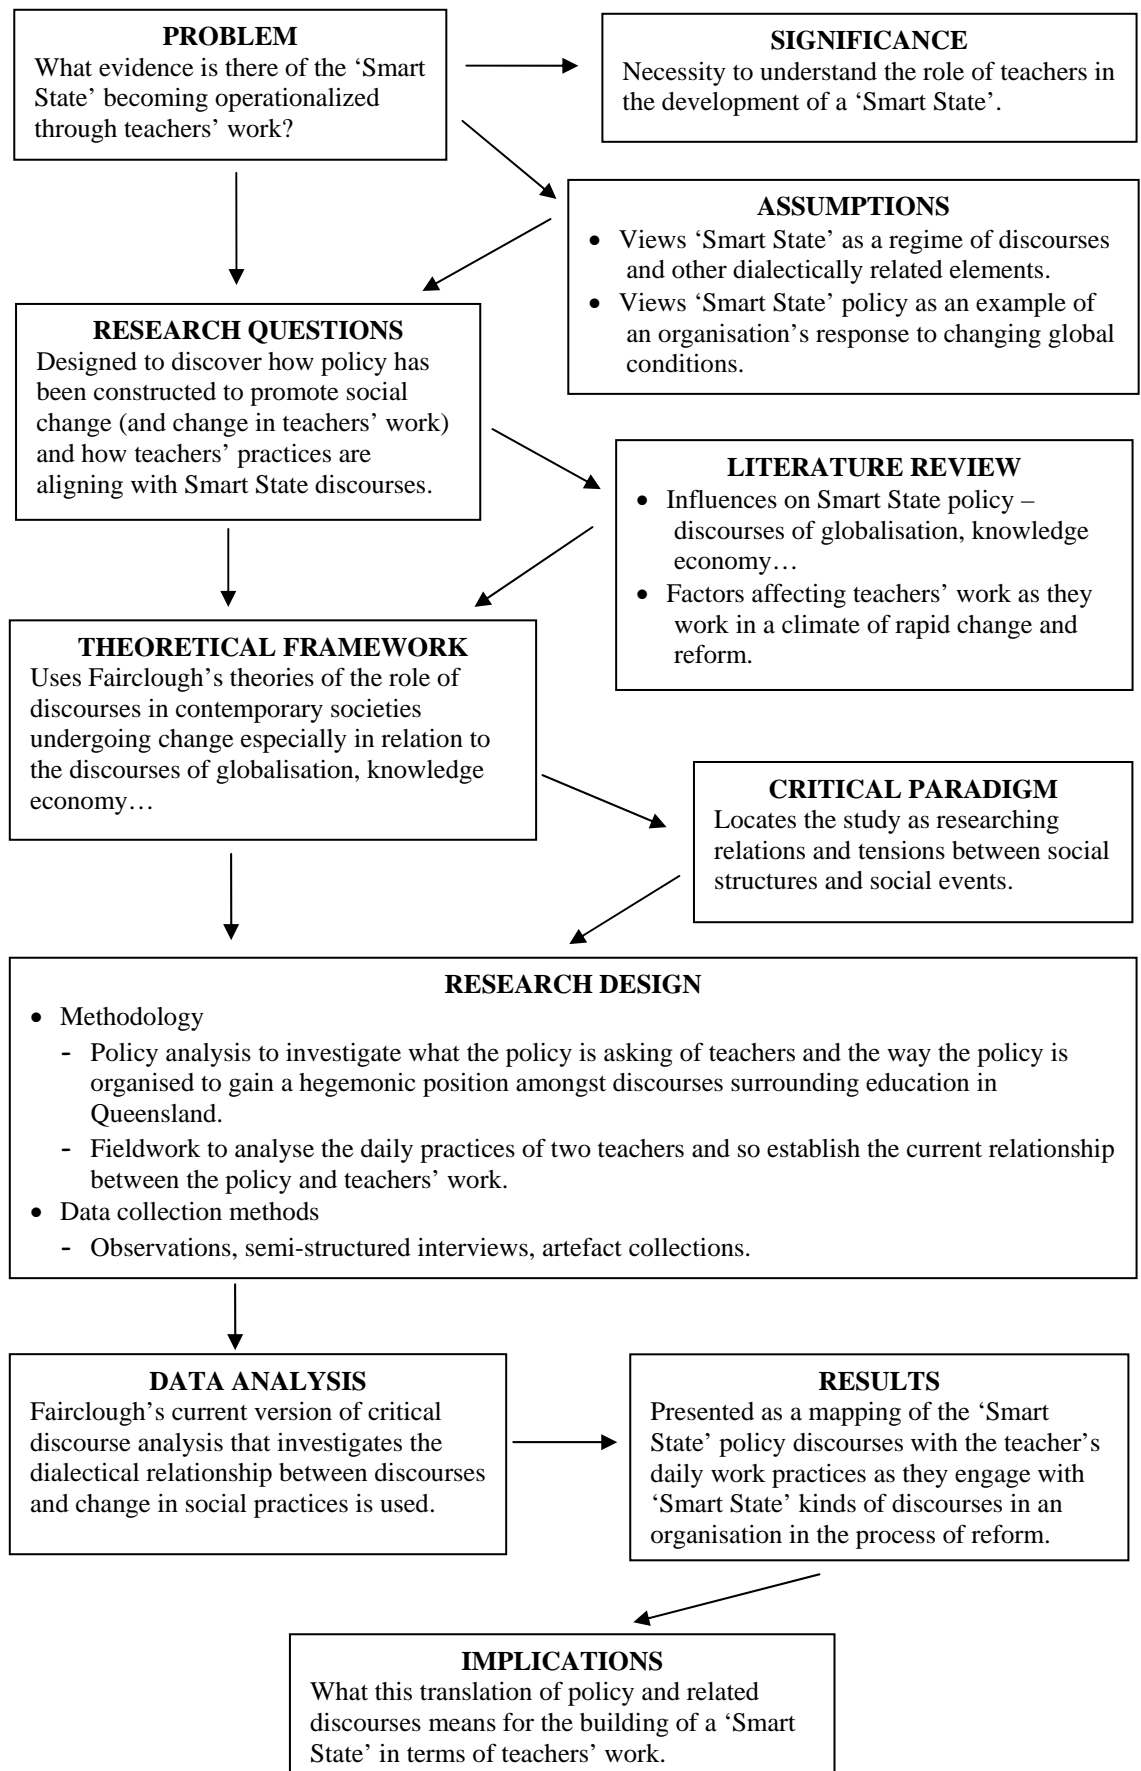 PROBLEM
What evidence is there of the ‘Smart
State’ becoming operationalized
through teachers’ work?
SIGNIFICANCE
Necessity to understand the role of teachers in
the development of a ‘Smart State’.
ASSUMPTIONS
• Views ‘Smart State’ as a regime of discourses
and other dialectically related elements.
• Views ‘Smart State’ policy as an example of
an organisation’s response to changing global
conditions.
RESEARCH QUESTIONS
Designed to discover how policy has
been constructed to promote social
change (and change in teachers’ work)
and how teachers’ practices are
aligning with Smart State discourses.
LITERATURE REVIEW
• Influences on Smart State policy –
discourses of globalisation, knowledge
economy…
• Factors affecting teachers’ work as they
work in a climate of rapid change and
reform.
THEORETICAL FRAMEWORK
Uses Fairclough’s theories of the role of
discourses in contemporary societies
undergoing change especially in relation to
the discourses of globalisation, knowledge
economy…
CRITICAL PARADIGM
Locates the study as researching
relations and tensions between social
structures and social events.
RESEARCH DESIGN
• Methodology
- Policy analysis to investigate what the policy is asking of teachers and the way the policy is
organised to gain a hegemonic position amongst discourses surrounding education in
Queensland.
- Fieldwork to analyse the daily practices of two teachers and so establish the current relationship
between the policy and teachers’ work.
• Data collection methods
- Observations, semi-structured interviews, artefact collections.
DATA ANALYSIS
Fairclough’s current version of critical
discourse analysis that investigates the
dialectical relationship between discourses
and change in social practices is used.
RESULTS
Presented as a mapping of the ‘Smart
State’ policy discourses with the teacher’s
daily work practices as they engage with
‘Smart State’ kinds of discourses in an
organisation in the process of reform.
IMPLICATIONS
What this translation of policy and related
discourses means for the building of a ‘Smart
State’ in terms of teachers’ work.